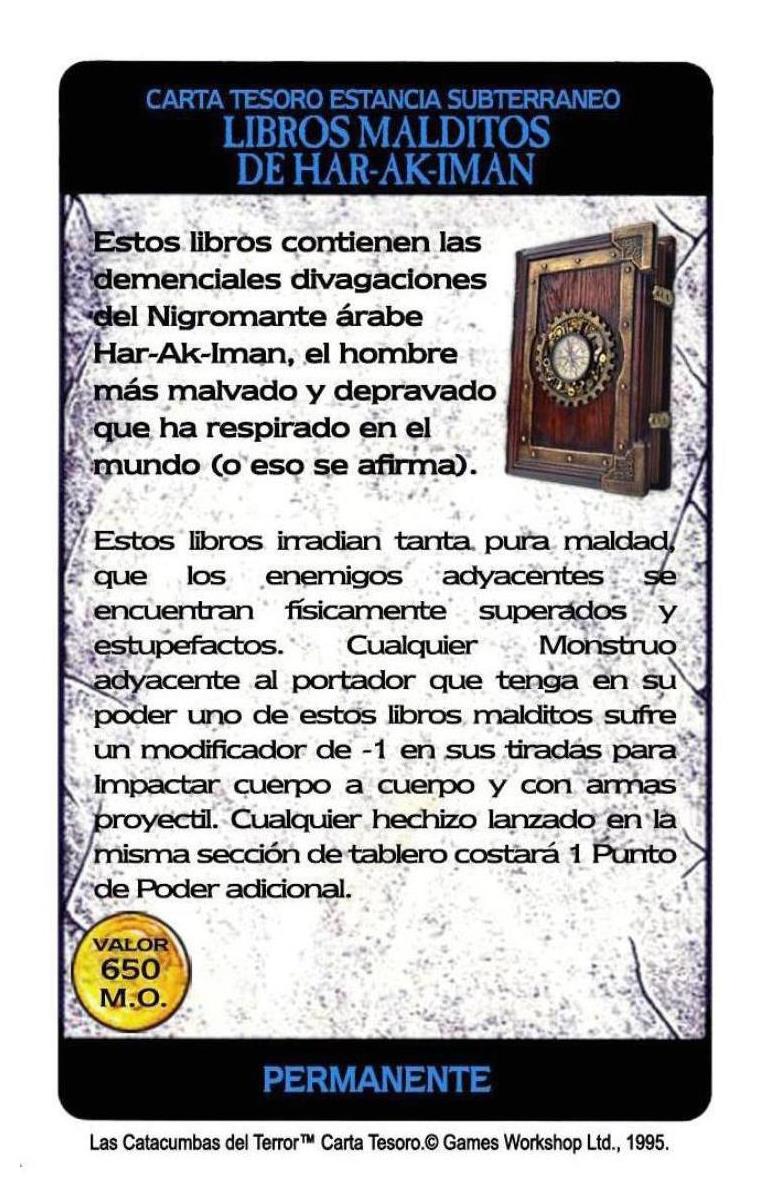 CARTA TESORO ESTANCIA SUBTERRANEO
LIBROS MALDITOS
DE HAR-AK-IMAN
Estos libros contienen las
demenciales divagaciones
del Nigromante árabe
Har-Ak-Iman, el hombre
más malvado y depravado
que ha respirado en el
mundo (o eso se afirma).
Estos libros irradian tanta pura maldad,
que los enemigos adyacentes se
encuentran físicamente superados y
estupefactos. Cualquier Monstruo
adyacente al portador que tenga en su
poder uno de estos libros malditos sufre
un modificador de -1 en sus tiradas para
Impactar cuerpo a cuerpo y con armas
proyectil. Cualquier hechizo lanzado en la
misma sección de tablero costará 1 Punto
de Poder adicional.
VALOR
650
M.O.
PERMANENTE
Las Catacumbas del Terror™ Carta Tesoro.© Games Workshop Ltd., 1995.